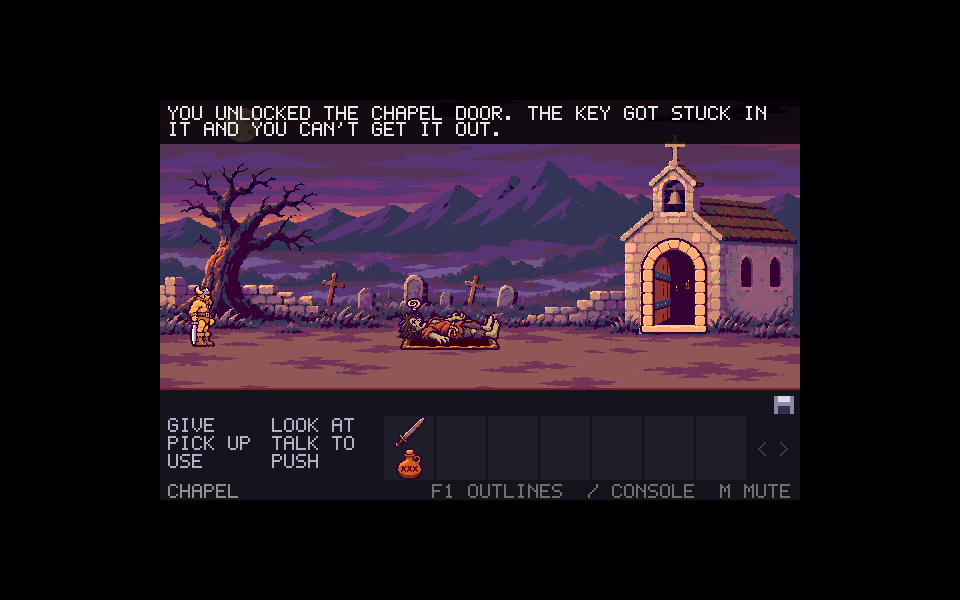 YOU UNLOCKED THE CHAPEL DOOR. THE KEY GOT STUCK IN
IT AND YOU CAN'T GET IT OUT.
GIVE LOOK AT
PICK UP TALK TO
USE PUSH
XXX
CHAPEL F1 OUTLINES / CONSOLE M MUTE